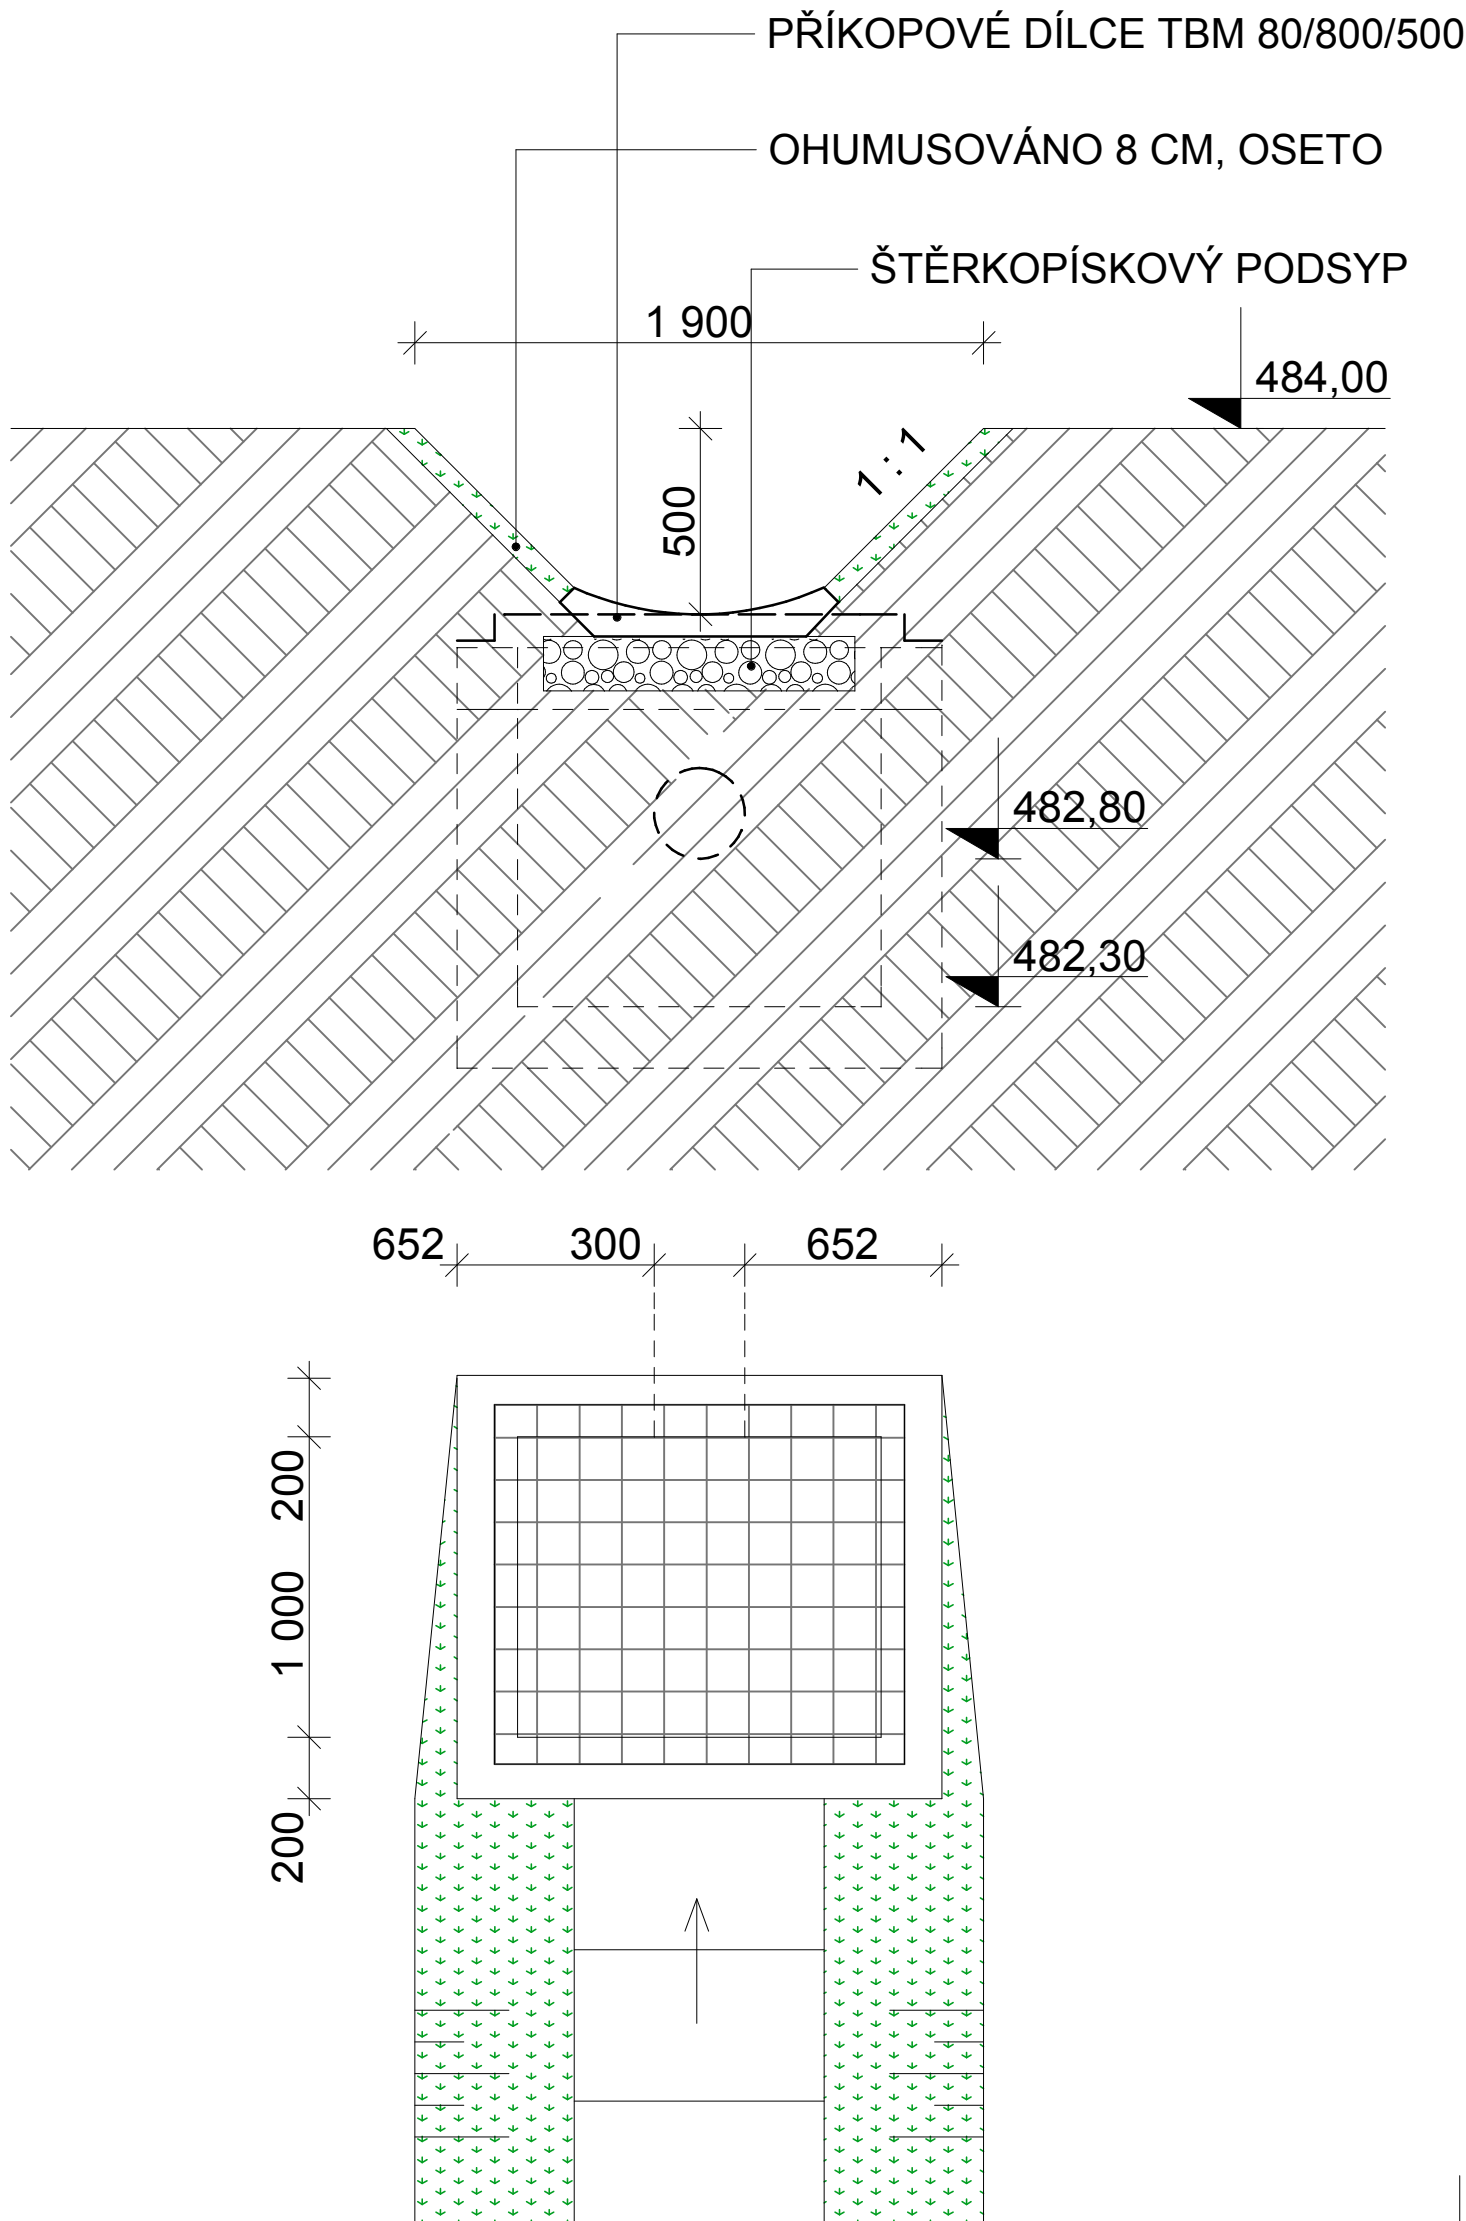 PŘÍKOPOVÉ DÍLCE TBM 80/800/500
OHUMUSOVÁNO 8 CM, OSETO
ŠTĚRKOPÍSKOVÝ PODSYP
1 900
484,00
1 : 1
500
482,80
482,30
652 300 652
200
1 000
200